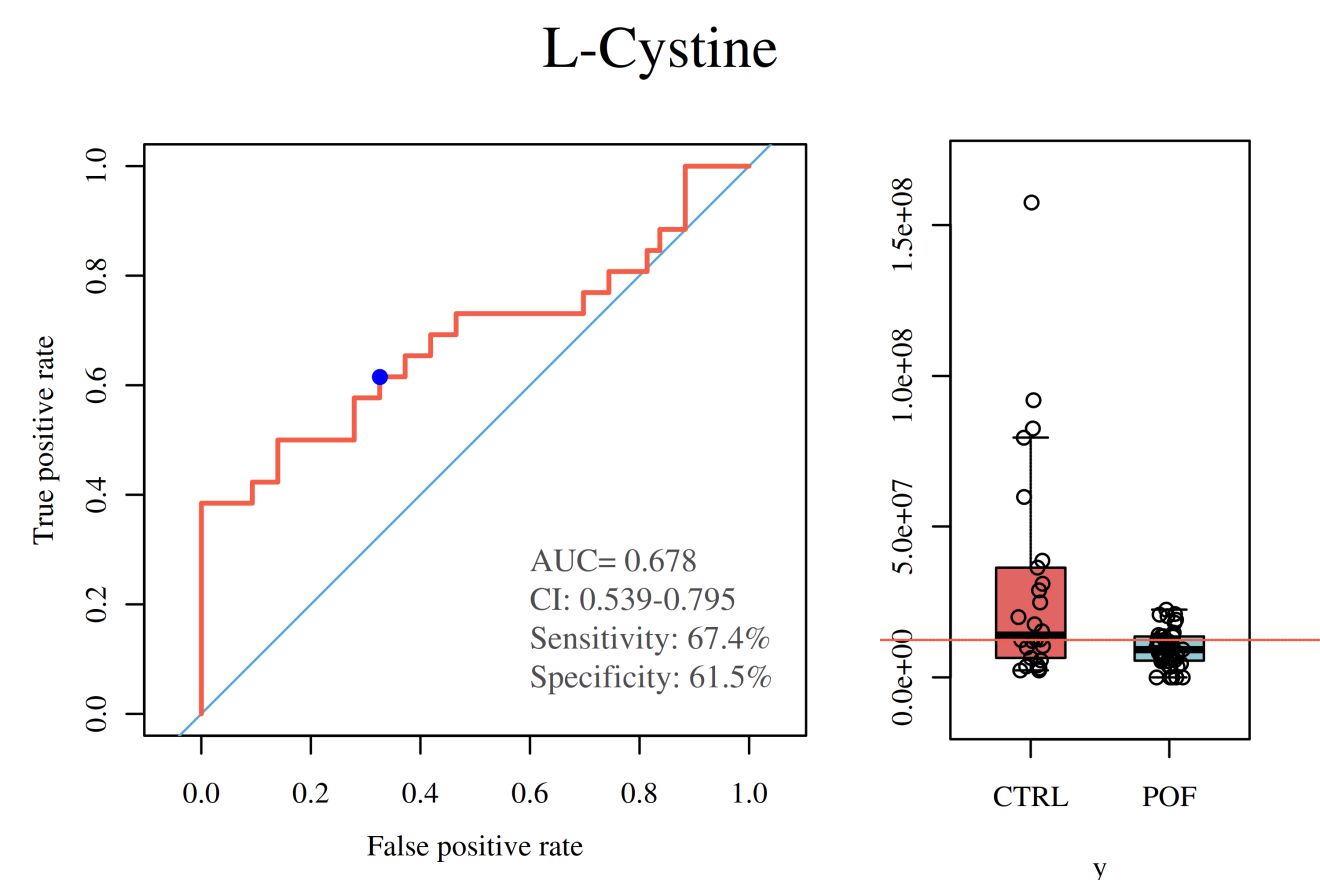 L-Cystine
True positive rate
1.0
0.8
0.6
0.4
0.2
0.0
AUC= 0.678
CI: 0.539-0.795
Sensitivity: 67.4%
Specificity: 61.5%
0.0 0.2 0.4 0.6 0.8 1.0
False positive rate
1.5e+08
1.0e+08
5.0e+07
0.0e+00
CTRL POF
y